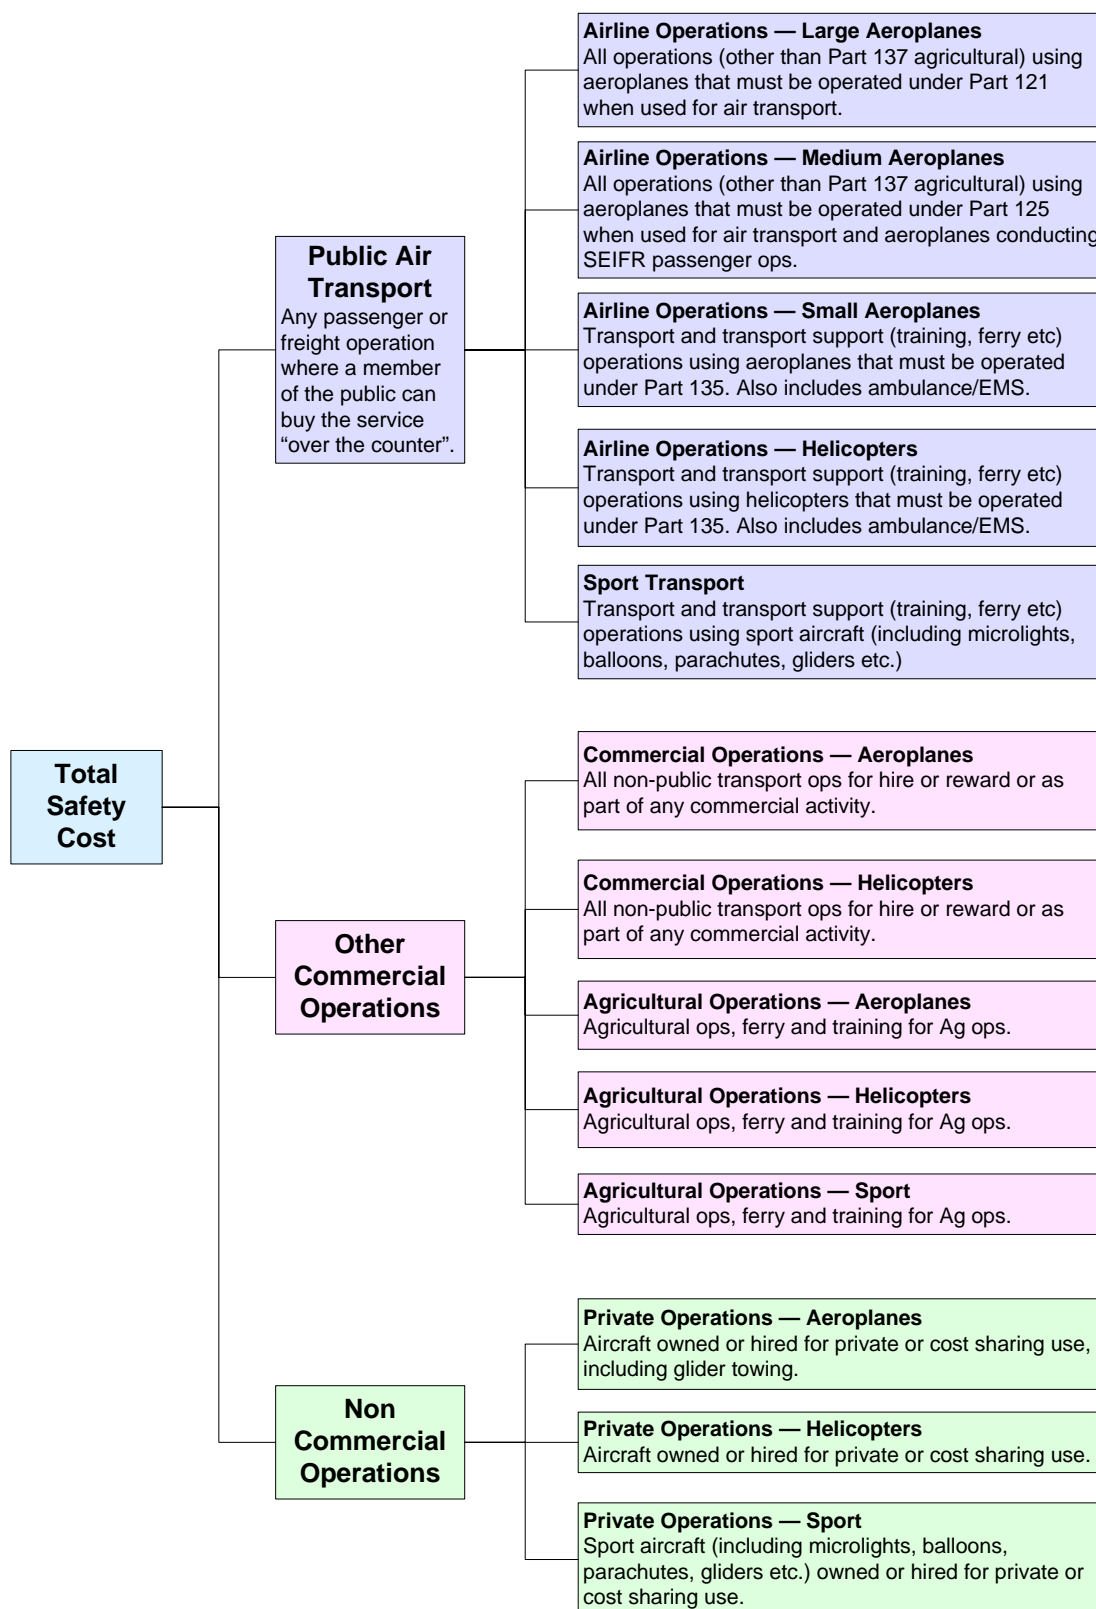 Total
Safety
Cost
Public Air
Transport
Any passenger or
freight operation
where a member
of the public can
buy the service
“over the counter”.
Airline Operations — Large Aeroplanes
All operations (other than Part 137 agricultural) using
aeroplanes that must be operated under Part 121
when used for air transport.
Airline Operations — Medium Aeroplanes
All operations (other than Part 137 agricultural) using
aeroplanes that must be operated under Part 125
when used for air transport and aeroplanes conducting
SEIFR passenger ops.
Airline Operations — Small Aeroplanes
Transport and transport support (training, ferry etc)
operations using aeroplanes that must be operated
under Part 135. Also includes ambulance/EMS.
Airline Operations — Helicopters
Transport and transport support (training, ferry etc)
operations using helicopters that must be operated
under Part 135. Also includes ambulance/EMS.
Sport Transport
Transport and transport support (training, ferry etc)
operations using sport aircraft (including microlights,
balloons, parachutes, gliders etc.)
Other
Commercial
Operations
Commercial Operations — Aeroplanes
All non-public transport ops for hire or reward or as
part of any commercial activity.
Commercial Operations — Helicopters
All non-public transport ops for hire or reward or as
part of any commercial activity.
Agricultural Operations — Aeroplanes
Agricultural ops, ferry and training for Ag ops.
Agricultural Operations — Helicopters
Agricultural ops, ferry and training for Ag ops.
Agricultural Operations — Sport
Agricultural ops, ferry and training for Ag ops.
Non
Commercial
Operations
Private Operations — Aeroplanes
Aircraft owned or hired for private or cost sharing use,
including glider towing.
Private Operations — Helicopters
Aircraft owned or hired for private or cost sharing use.
Private Operations — Sport
Sport aircraft (including microlights, balloons,
parachutes, gliders etc.) owned or hired for private or
cost sharing use.